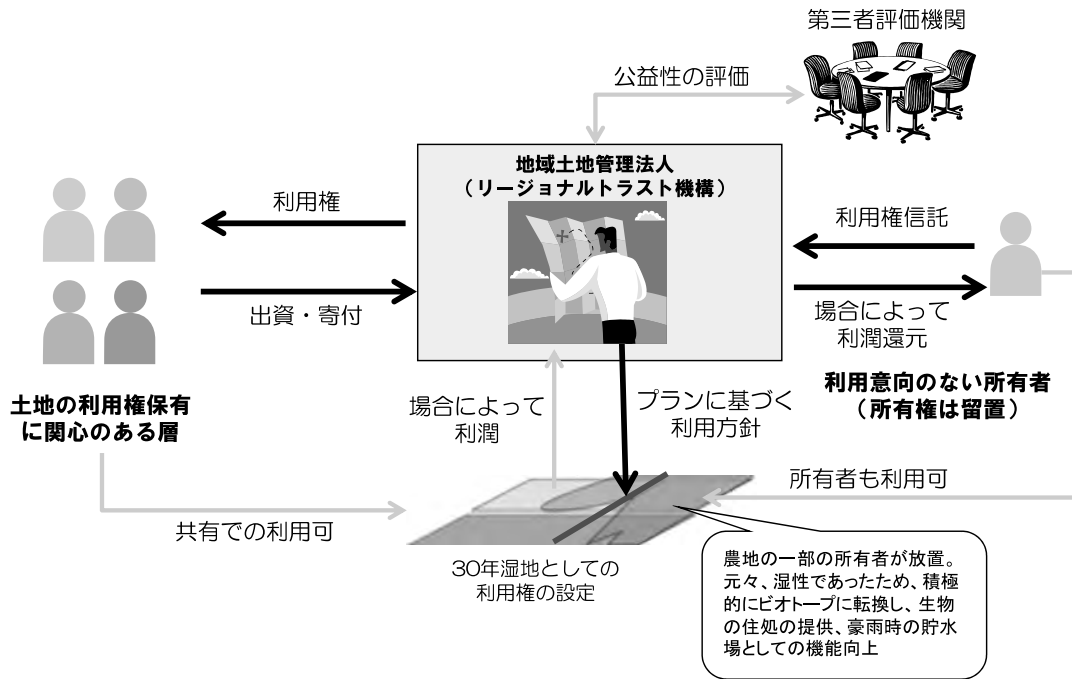 第三者評価機関
公益性の評価
地域土地管理法人
（リージョナルトラスト機構）
利用権
利用権信託
出資・寄付
場合によって
利潤還元
土地の利用権保有
に関心のある層
場合によって
利潤
プランに基づく
利用方針
利用意向のない所有者
（所有権は留置）
所有者も利用可
共有での利用可
30年湿地としての
利用権の設定
農地の一部の所有者が放置。
元々、湿性であったため、積極
的にビオトープに転換し、生物
の住処の提供、豪雨時の貯水
場としての機能向上